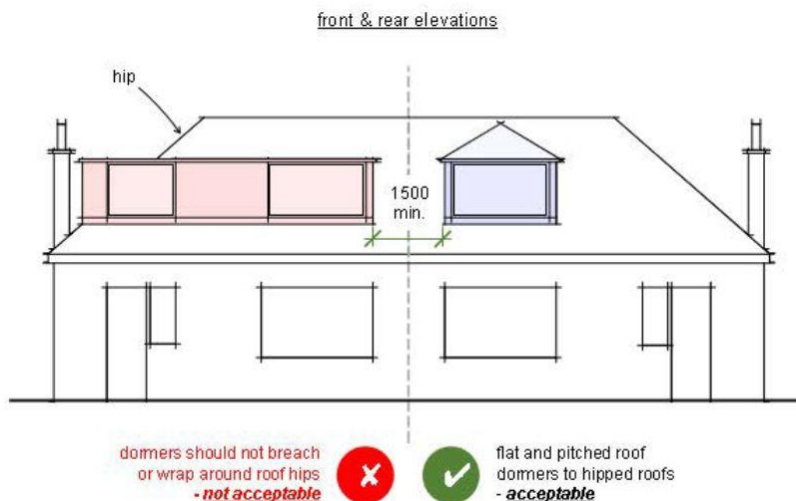 front & rear elevations
hip
1500
min.
dormers should not breach
or wrap around roof hips
- not acceptable
flat and pitched roof
dormers to hipped roofs
- acceptable